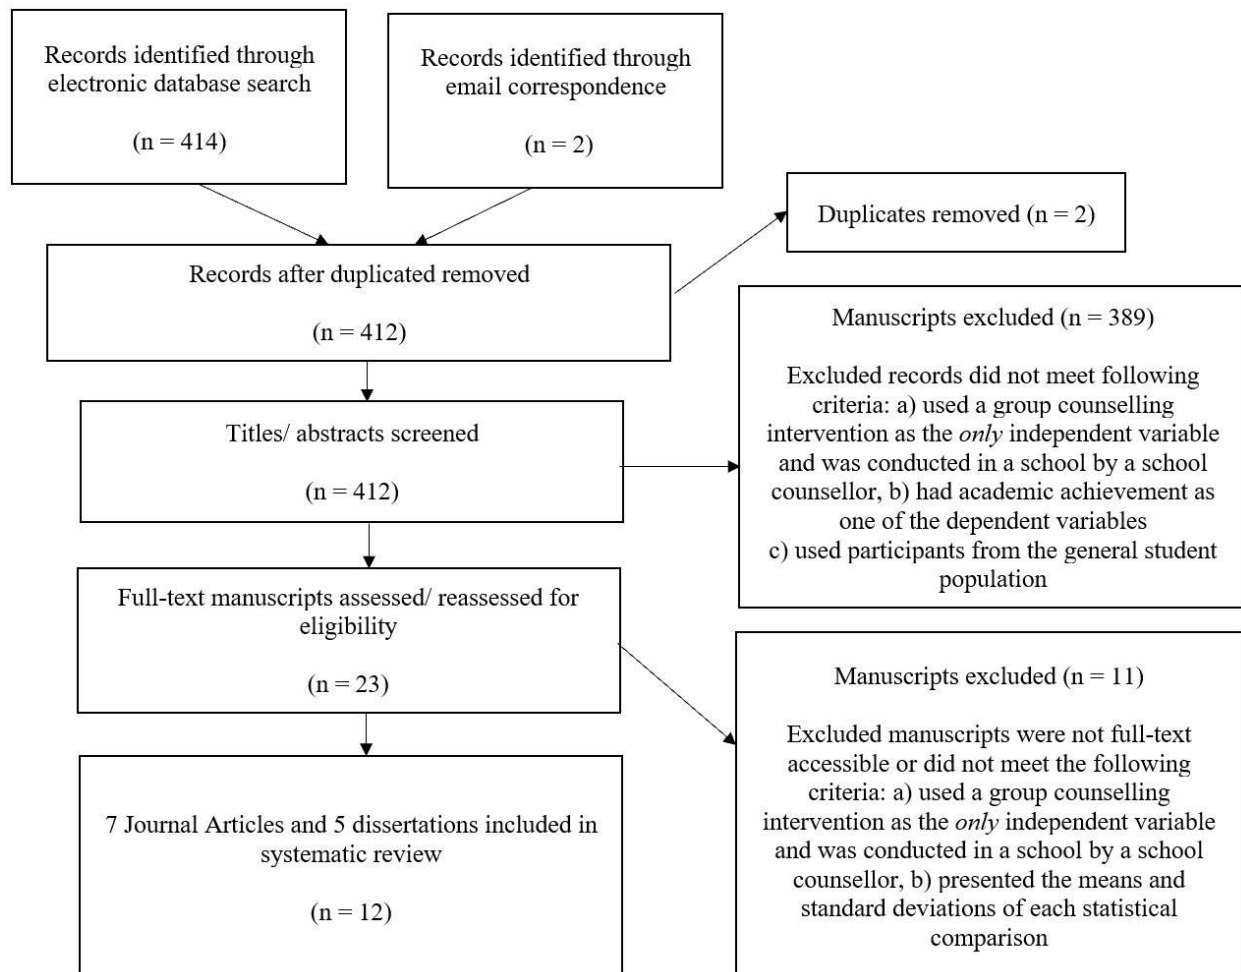 Records identified through
electronic database search
(n = 414)
Records identified through
email correspondence
(n = 2)
Duplicates removed (n = 2)
Records after duplicated removed
(n = 412)
Manuscripts excluded (n = 389)
Excluded records did not meet following
criteria: a) used a group counselling
intervention as the only independent variable
and was conducted in a school by a school
counsellor, b) had academic achievement as
one of the dependent variables
c) used participants from the general student
population
Titles/ abstracts screened
(n = 412)
Full-text manuscripts assessed/ reassessed for
eligibility
(n = 23)
Manuscripts excluded (n = 11)
Excluded manuscripts were not full-text
accessible or did not meet the following
criteria: a) used a group counselling
intervention as the only independent variable
and was conducted in a school by a school
counsellor, b) presented the means and
standard deviations of each statistical
comparison
7 Journal Articles and 5 dissertations included in
systematic review
(n = 12)